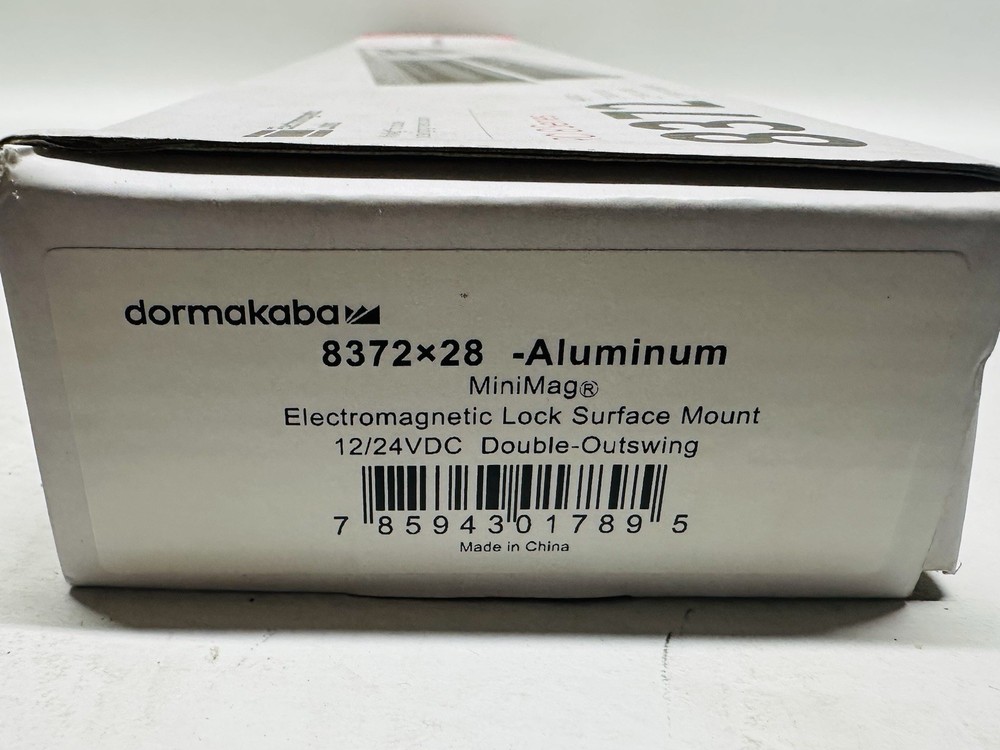 8372
dormakaba
8372×28 -Aluminum
MiniMag®
Electromagnetic Lock Surface Mount
12/24VDC Double-Outswing
7 85943 01789 5
Made in China